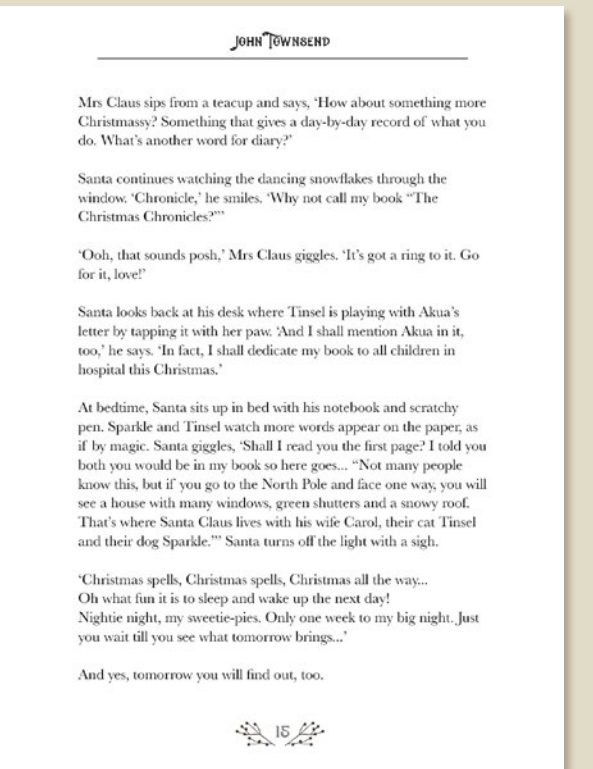 JOHN TOWNSEND
Mrs Claus sips from a teacup and says, ‘How about something more
Christmassy? Something that gives a day-by-day record of what you
do. What’s another word for diary?’
Santa continues watching the dancing snowflakes through the
window. ‘Chronicle,’ he smiles. ‘Why not call my book “The
Christmas Chronicles?”’
‘Ooh, that sounds posh,’ Mrs Claus giggles. ‘It’s got a ring to it. Go
for it, love!’
Santa looks back at his desk where Tinsel is playing with Akua’s
letter by tapping it with her paw. ‘And I shall mention Akua in it,
too,’ he says. ‘In fact, I shall dedicate my book to all children in
hospital this Christmas.’
At bedtime, Santa sits up in bed with his notebook and scratchy
pen. Sparkle and Tinsel watch more words appear on the paper, as
if by magic. Santa giggles, ‘Shall I read you the first page? I told you
both you would be in my book so here goes... “Not many people
know this, but if you go to the North Pole and face one way, you will
see a house with many windows, green shutters and a snowy roof.
That’s where Santa Claus lives with his wife Carol, their cat Tinsel
and their dog Sparkle.”’ Santa turns off the light with a sigh.
‘Christmas spells, Christmas spells, Christmas all the way...
Oh what fun it is to sleep and wake up the next day!
Nightie night, my sweetie-pies. Only one week to my big night. Just
you wait till you see what tomorrow brings...’
And yes, tomorrow you will find out, too.
15